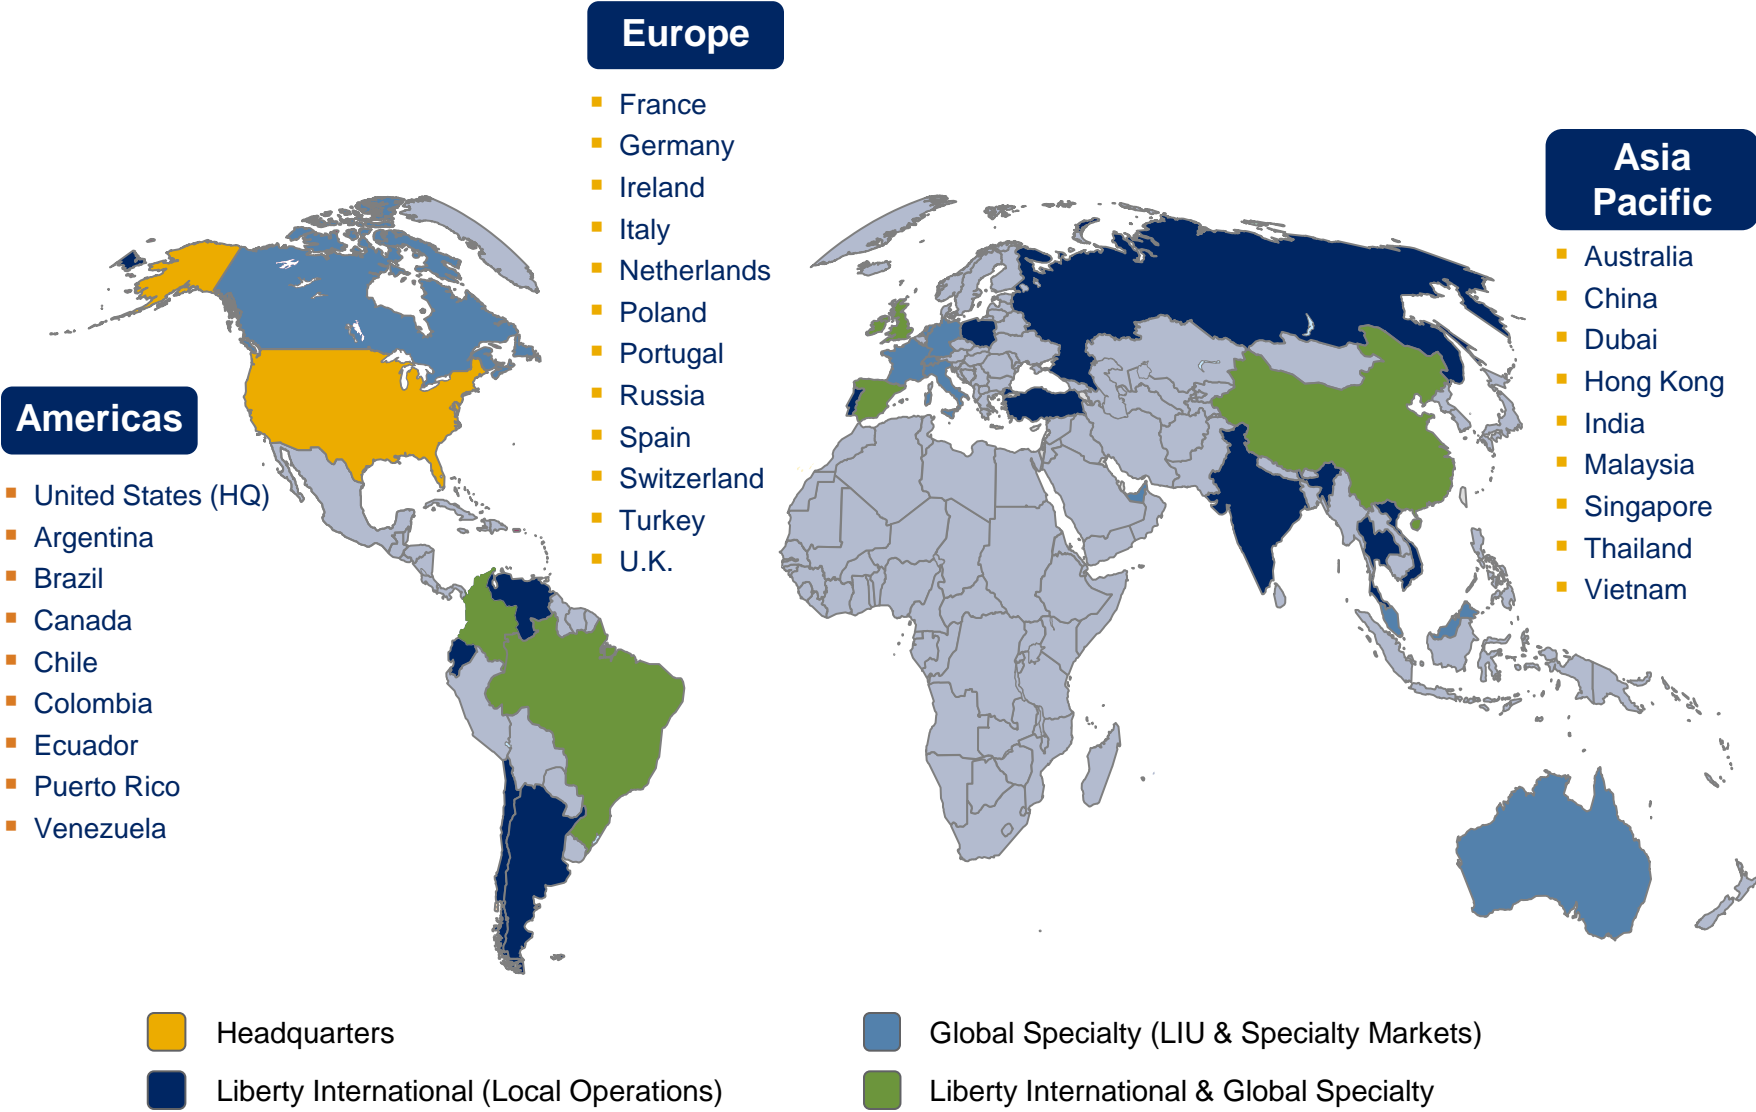 Europe
France
Germany
Ireland
Italy
Netherlands
Poland
Portugal
Russia
Spain
Switzerland
Turkey
U.K.
Asia
Pacific
Australia
China
Dubai
Hong Kong
India
Malaysia
Singapore
Thailand
Vietnam
Americas
United States (HQ)
Argentina
Brazil
Canada
Chile
Colombia
Ecuador
Puerto Rico
Venezuela
Headquarters
Global Specialty (LIU & Specialty Markets)
Liberty International (Local Operations)
Liberty International & Global Specialty